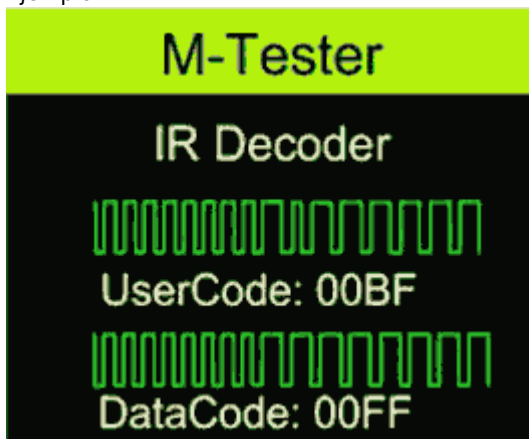 M-Tester
IR Decoder
UserCode: 00BF
DataCode: 00FF